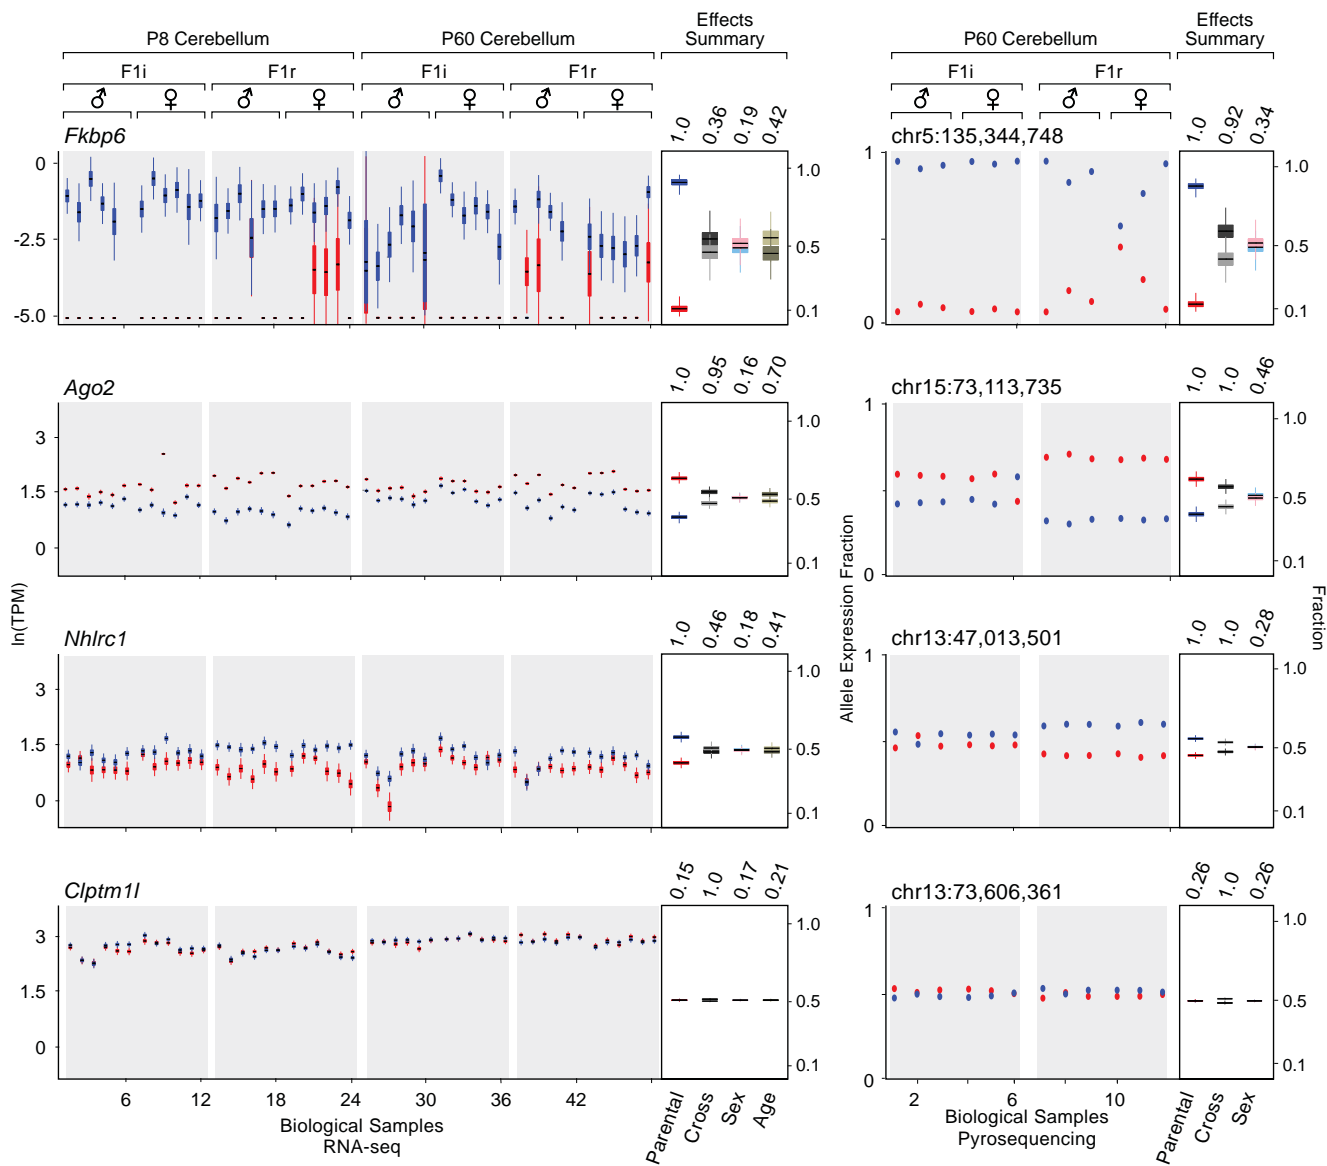 Effects
Summary
Effects
Summary
P8 Cerebellum
P60 Cerebellum
P60 Cerebellum
F1i
F1r
F1i
F1r
F1i
F1r
♂ ♀ ♂ ♀ ♂ ♀ ♂ ♀
♂ ♀ ♂ ♀
Fkbp6
1.0 0.36 0.19 0.42
0
-2.5
-5.0
1.0
0.5
0.1
chr5:135,344,748
1.0 0.92 0.34
1
0.5
0
1.0
0.5
0.1
Ago2
1.0 0.95 0.16 0.70
3
1.5
0
1.0
0.5
0.1
chr15:73,113,735
1.0 1.0 0.46
1
0.5
0
1.0
0.5
0.1
ln(TPM)
Allele Expression Fraction
Fraction
Nhlrc1
1.0 0.46 0.18 0.41
3
1.5
0
1.0
0.5
0.1
chr13:47,013,501
1.0 1.0 0.28
1
0.5
0
1.0
0.5
0.1
Clptm1l
0.15 1.0 0.17 0.21
3
1.5
0
1.0
0.5
0.1
chr13:73,606,361
0.26 1.0 0.26
1
0.5
0
1.0
0.5
0.1
6 12 18 24 30 36 42
Biological Samples
RNA-seq
Parental Cross Sex Age
2 6 10
Biological Samples
Pyrosequencing
Parental Cross Sex